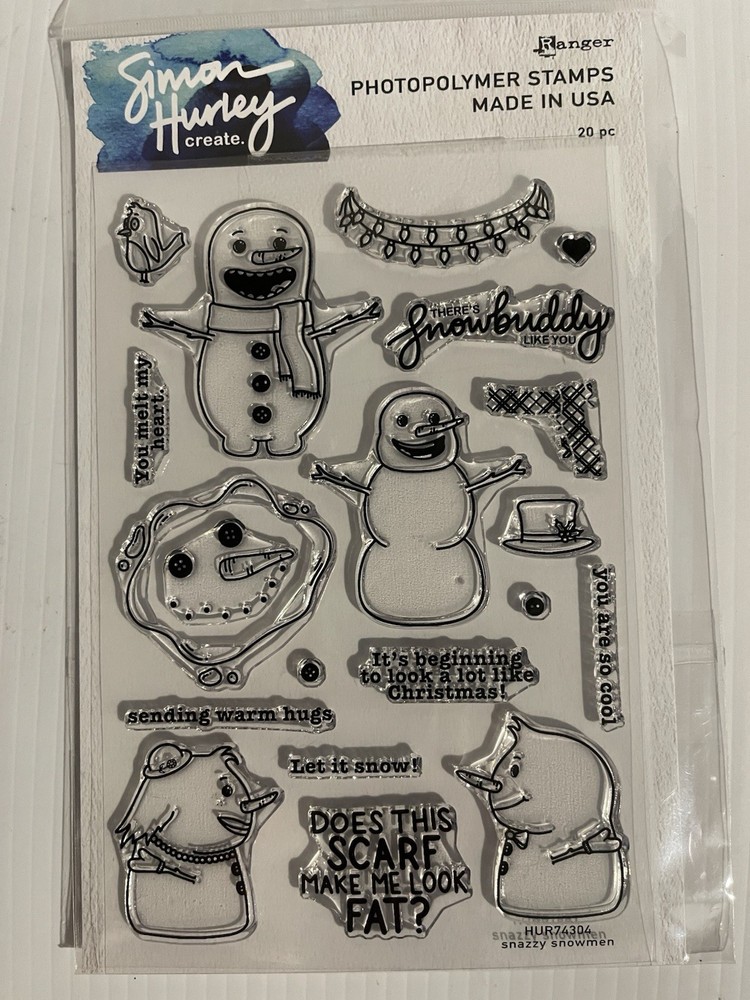 Simon
Hurley
create.
Ranger
PHOTOPOLYMER STAMPS
MADE IN USA
20 pc
THERE'S
Snowbuddy
LIKE YOU
You melt my
heart.
you are so cool
It's beginning
to look a lot like
Christmas!
sending warm hugs
Let it snow!
DOES THIS
SCARF
MAKE ME LOOK
FAT?
HUR74304
snazzy snowmen